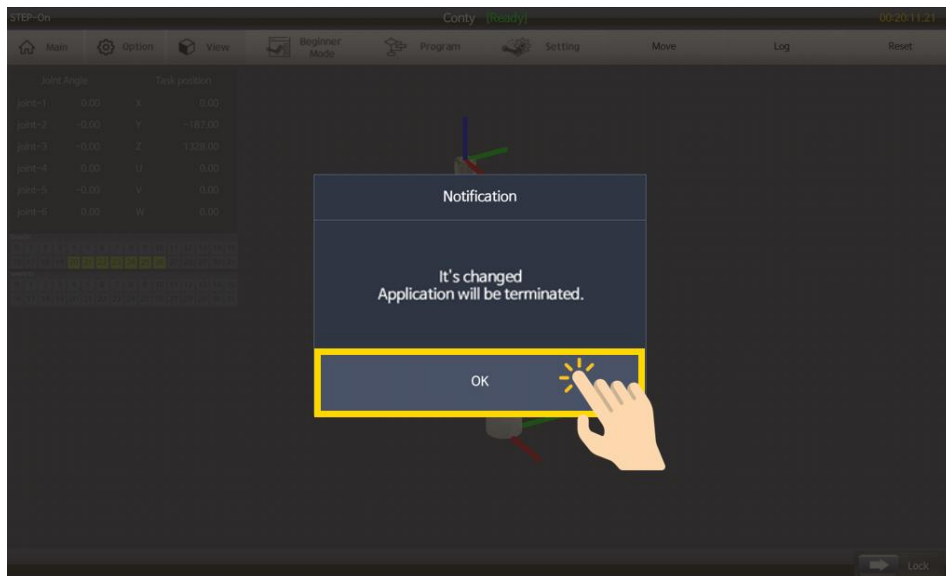 STEP-On
Conty (Ready)
00:20:11.21
Main
Option
View
Beginner
Mode
Program
Setting
Move
Log
Reset
Joint Angle Task position
joint-1 0.00 X 0.00
joint-2 -0.00 Y -187.00
joint-3 -0.00 Z 1328.00
joint-4 0.00 U 0.00
joint-5 -0.00 V 0.00
joint-6 0.00 W 0.00
Notification
It's changed
Application will be terminated.
OK
Lock